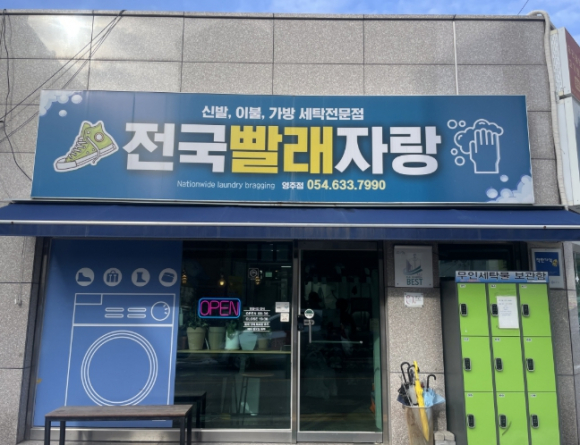 신발, 이불, 가방 세탁전문점
전국빨래자랑
Nationwide laundry bragging 영주점 054.633.7990
OPEN
BEST
무인세탁물 보관함